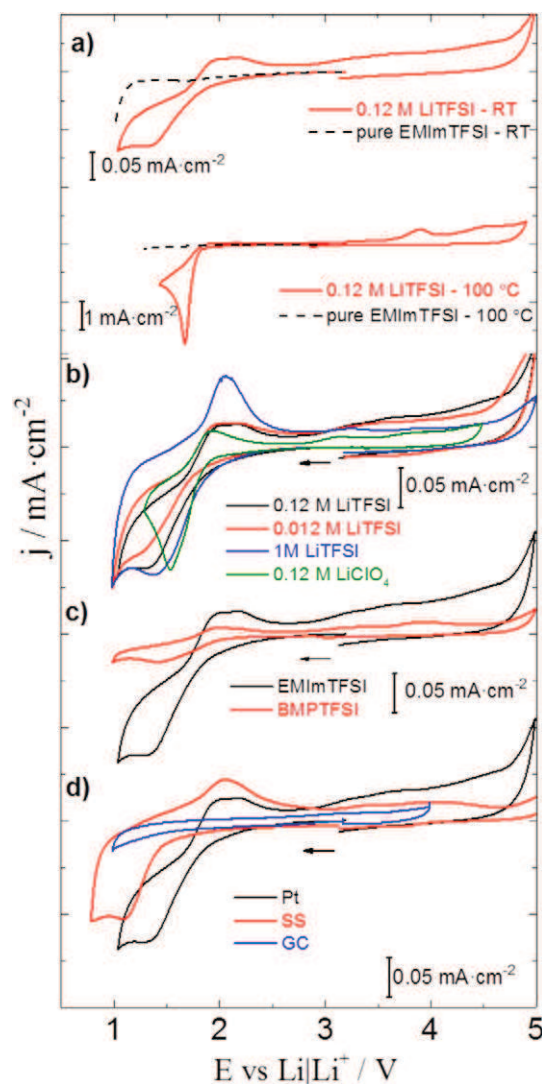 a)
0.12 M LiTFSI - RT
pure EMImTFSI - RT
0.05 mA·cm-2
0.12 M LiTFSI - 100 °C
pure EMImTFSI - 100 °C
1 mA·cm-2
b)
0.05 mA·cm-2
0.12 M LiTFSI
0.012 M LiTFSI
1M LiTFSI
0.12 M LiClO4
c)
EMImTFSI
BMPTFSI
0.05 mA·cm-2
d)
Pt
SS
GC
0.05 mA·cm-2
j / mA·cm-2
1 2 3 4 5
E vs Li|Li+ / V